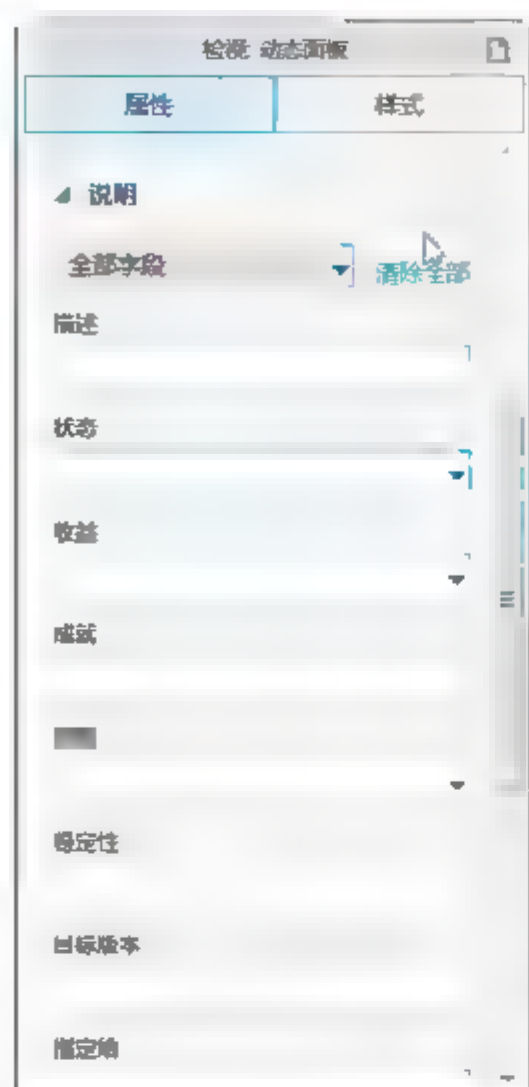 检视: 动态面板
属性 样式
说明
全部字段 清除全部
描述
状态
收益
成就
稳定性
目标版本
指定给